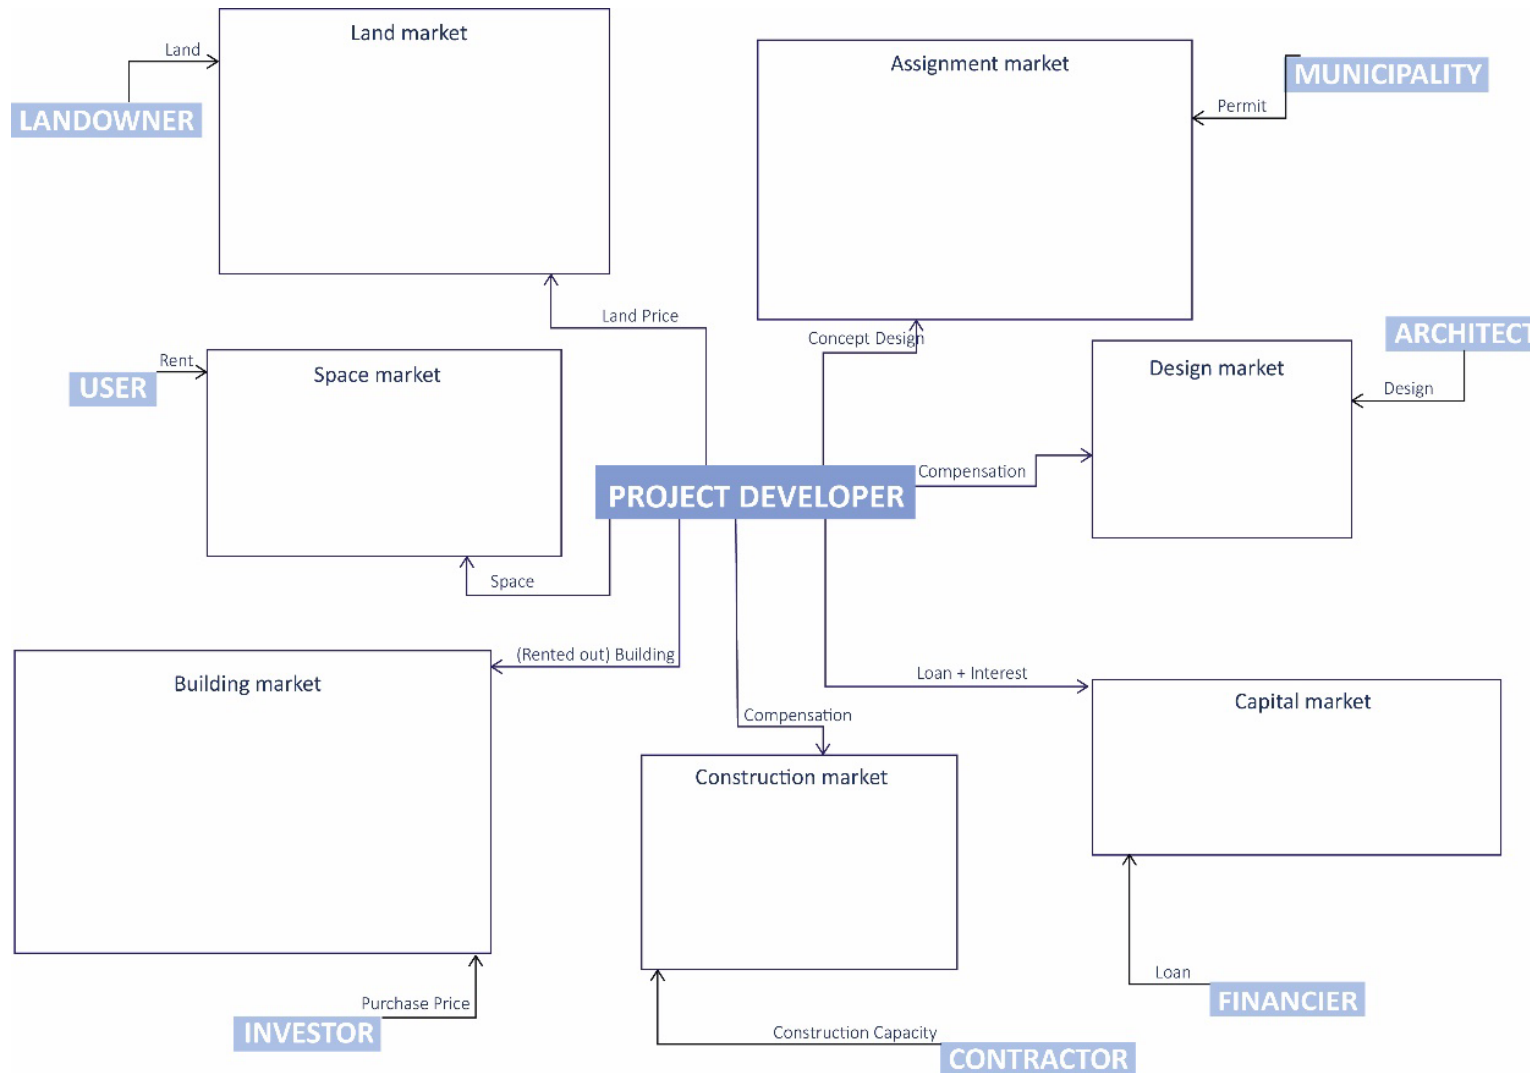 Land market
Land
LANDOWNER
Assignment market
MUNICIPALITY
Permit
Land Price
Concept Design
ARCHITECT
Rent
USER
Space market
Design market
Design
Compensation
PROJECT DEVELOPER
Space
(Rented out) Building
Building market
Loan + Interest
Capital market
Compensation
Construction market
Purchase Price
INVESTOR
Loan
FINANCIER
Construction Capacity
CONTRACTOR